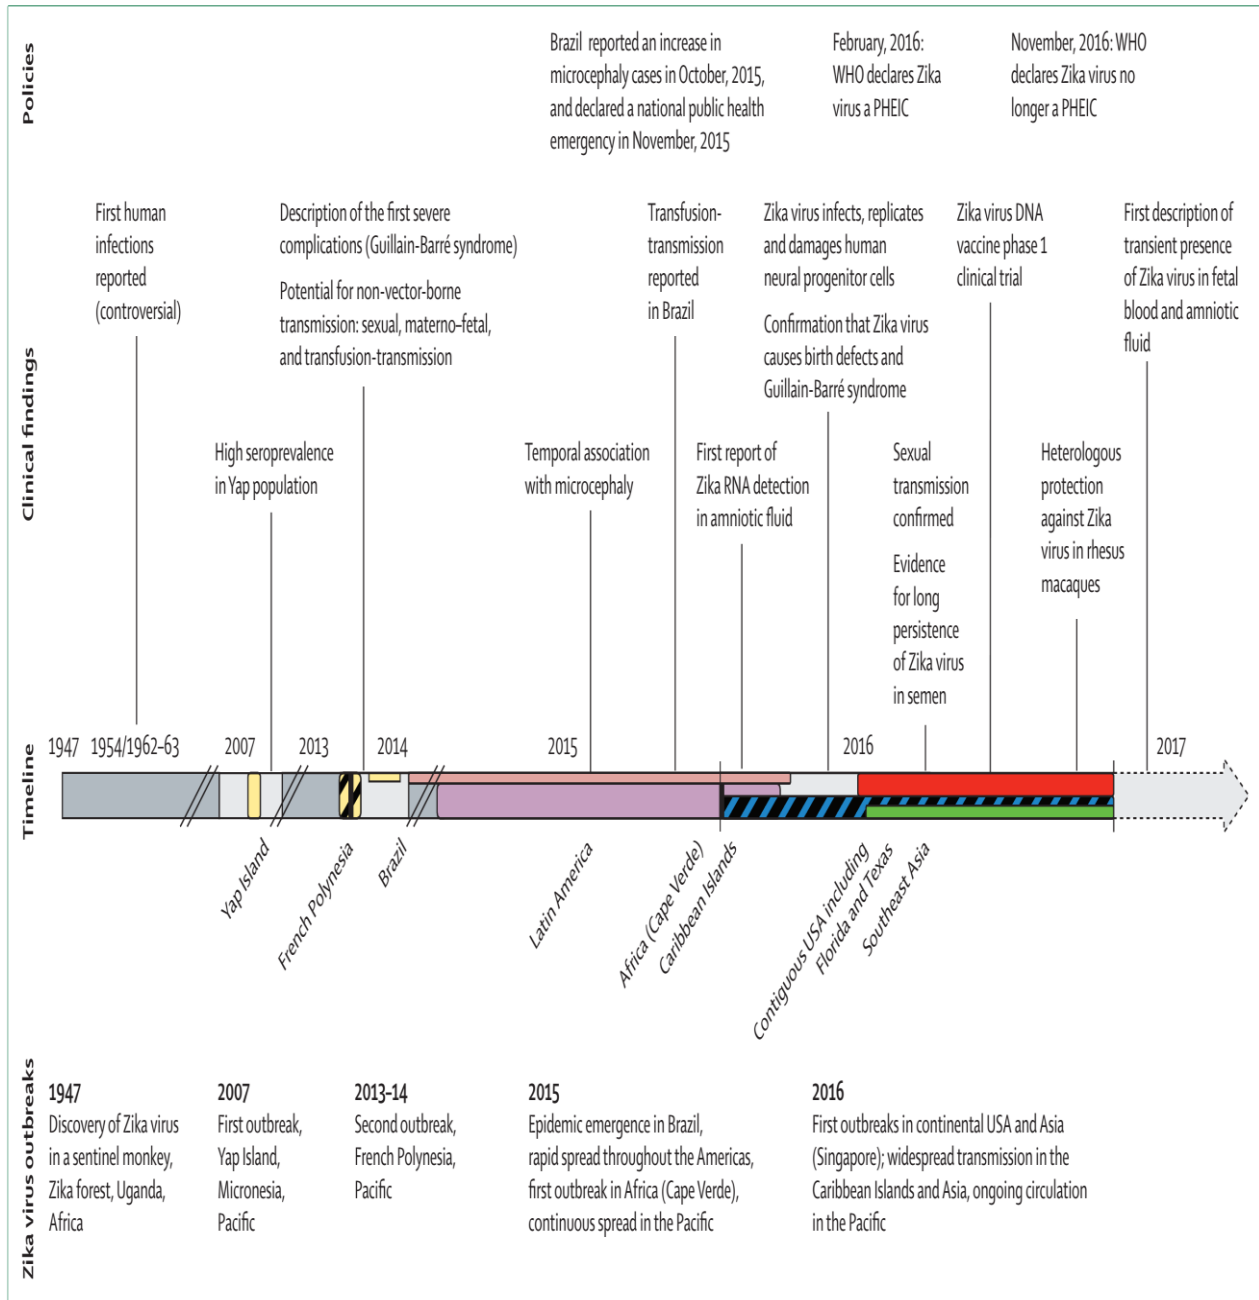 Policies
Brazil reported an increase in
microcephaly cases in October, 2015,
and declared a national public health
emergency in November, 2015
February, 2016:
WHO declares Zika
virus a PHEIC
November, 2016: WHO
declares Zika virus no
longer a PHEIC
Clinical findings
First human
infections
reported
(controversial)
Description of the first severe
complications (Guillain-Barré syndrome)
Potential for non-vector-borne
transmission: sexual, materno–fetal,
and transfusion-transmission
Transfusion-
transmission
reported
in Brazil
Zika virus infects, replicates
and damages human
neural progenitor cells
Confirmation that Zika virus
causes birth defects and
Guillain-Barré syndrome
Zika virus DNA
vaccine phase 1
clinical trial
First description of
transient presence
of Zika virus in fetal
blood and amniotic
fluid
High seroprevalence
in Yap population
Temporal association
with microcephaly
First report of
Zika RNA detection
in amniotic fluid
Sexual
transmission
confirmed
Evidence
for long
persistence
of Zika virus
in semen
Heterologous
protection
against Zika
virus in rhesus
macaques
Timeline
1947
1954/1962–63
2007
2013
2014
2015
2016
2017
Yap Island
French Polynesia
Brazil
Latin America
Africa (Cape Verde)
Caribbean Islands
Contiguous USA including
Florida and Texas
Southeast Asia
Zika virus outbreaks
1947
Discovery of Zika virus
in a sentinel monkey,
Zika forest, Uganda,
Africa
2007
First outbreak,
Yap Island,
Micronesia,
Pacific
2013–14
Second outbreak,
French Polynesia,
Pacific
2015
Epidemic emergence in Brazil,
rapid spread throughout the Americas,
first outbreak in Africa (Cape Verde),
continuous spread in the Pacific
2016
First outbreaks in continental USA and Asia
(Singapore); widespread transmission in the
Caribbean Islands and Asia, ongoing circulation
in the Pacific